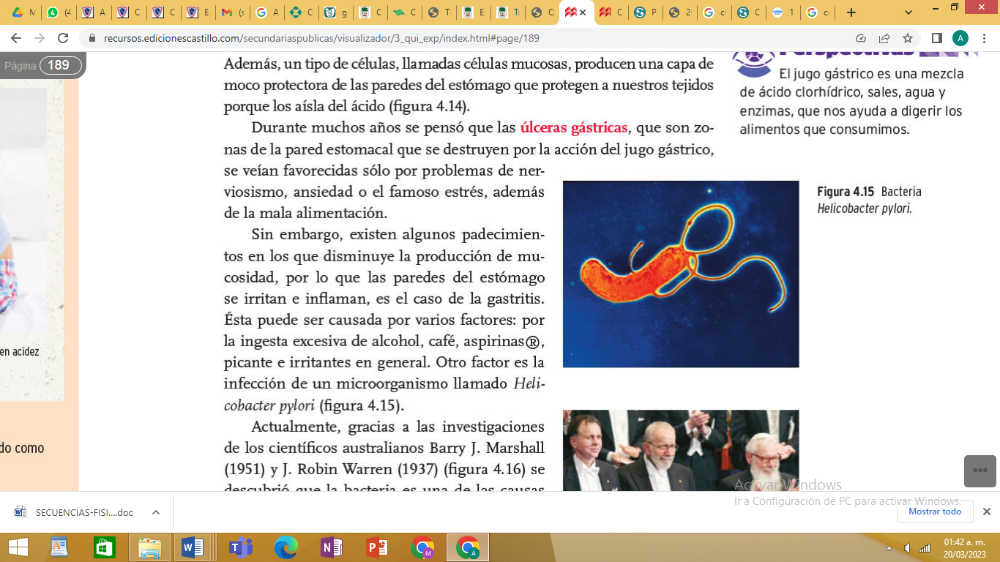 M
(4
A
C
C
E
M (s
A
C
g
C
C
T
E
T
C
C
P
2
c
S C
1.
c
recursos.edicionescastillo.com/secundariaspublicas/visualizador/3_qui_exp/index.html#page/189
A
Página 189
Además, un tipo de células, llamadas células mucosas, producen una capa de
moco protectora de las paredes del estómago que protegen a nuestros tejidos
porque los aísla del ácido (figura 4.14).
Durante muchos años se pensó que las úlceras gástricas, que son zo-
nas de la pared estomacal que se destruyen por la acción del jugo gástrico,
se veían favorecidas sólo por problemas de ner-
viosismo, ansiedad o el famoso estrés, además
de la mala alimentación.
Sin embargo, existen algunos padecimien-
tos en los que disminuye la producción de mu-
cosidad, por lo que las paredes del estómago
se irritan e inflaman, es el caso de la gastritis.
Ésta puede ser causada por varios factores: por
la ingesta excesiva de alcohol, café, aspirinas®,
picante e irritantes en general. Otro factor es la
infección de un microorganismo llamado Heli-
cobacter pylori (figura 4.15).
Actualmente, gracias a las investigaciones
de los científicos australianos Barry J. Marshall
(1951) y J. Robin Warren (1937) (figura 4.16) se
descubrió que la bacteria es una de las causas
Perspectivas
El jugo gástrico es una mezcla
de ácido clorhídrico, sales, agua y
enzimas, que nos ayuda a digerir los
alimentos que consumimos.
Figura 4.15 Bacteria
Helicobacter pylori.
en acidez
do como
Activar Windows
Ir a Configuración de PC para activar Windows.
SECUENCIAS-FISI....doc
Mostrar todo
01:42 a. m.
20/03/2023